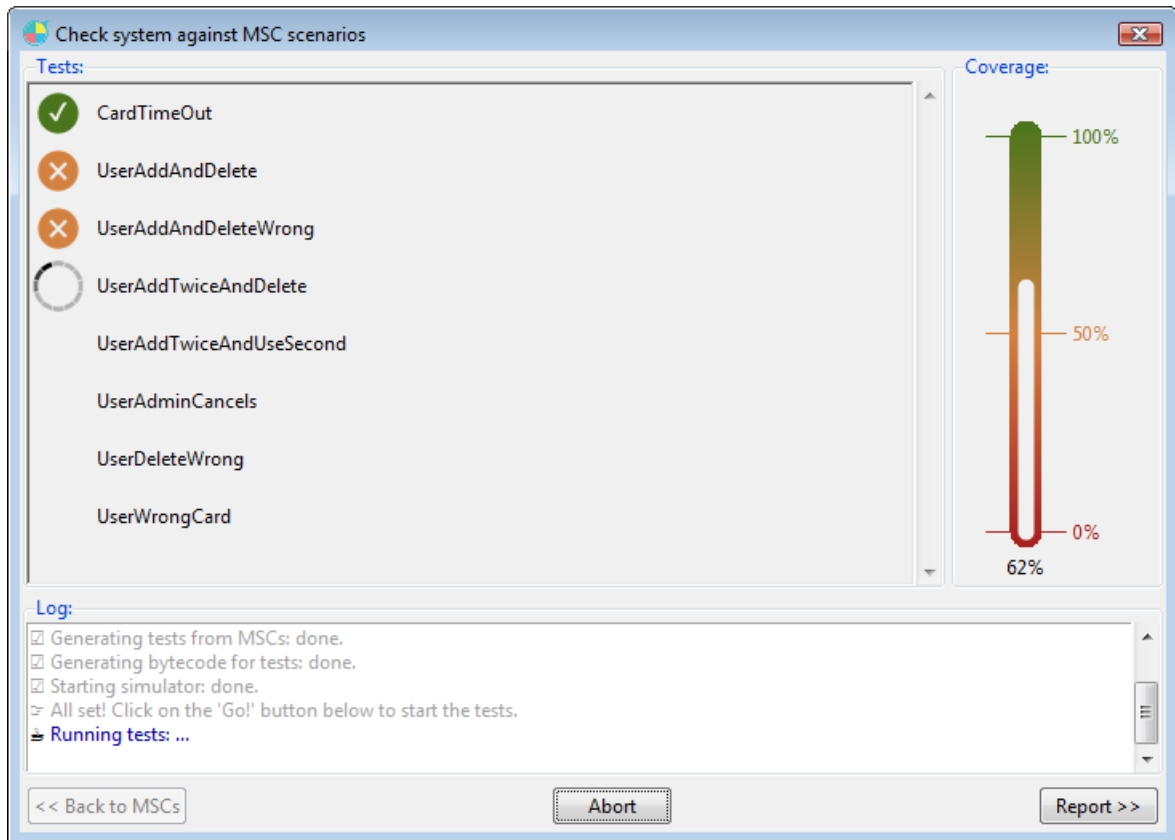 Check system against MSC scenarios
Tests:
CardTimeOut
UserAddAndDelete
UserAddAndDeleteWrong
UserAddTwiceAndDelete
UserAddTwiceAndUseSecond
UserAdminCancels
UserDeleteWrong
UserWrongCard
Coverage:
100%
50%
0%
62%
Log:
☑ Generating tests from MSCs: done.
☑ Generating bytecode for tests: done.
☑ Starting simulator: done.
☞ All set! Click on the 'Go!' button below to start the tests.
☕ Running tests: ...
<< Back to MSCs
Abort
Report >>